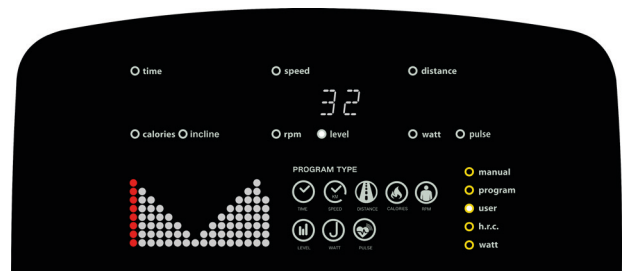 time speed distance
32
calories incline rpm level watt pulse
PROGRAM TYPE
manual
KM
program
TIME SPEED DISTANCE CALORIES RPM
user
h.r.c.
LEVEL WATT PULSE
watt